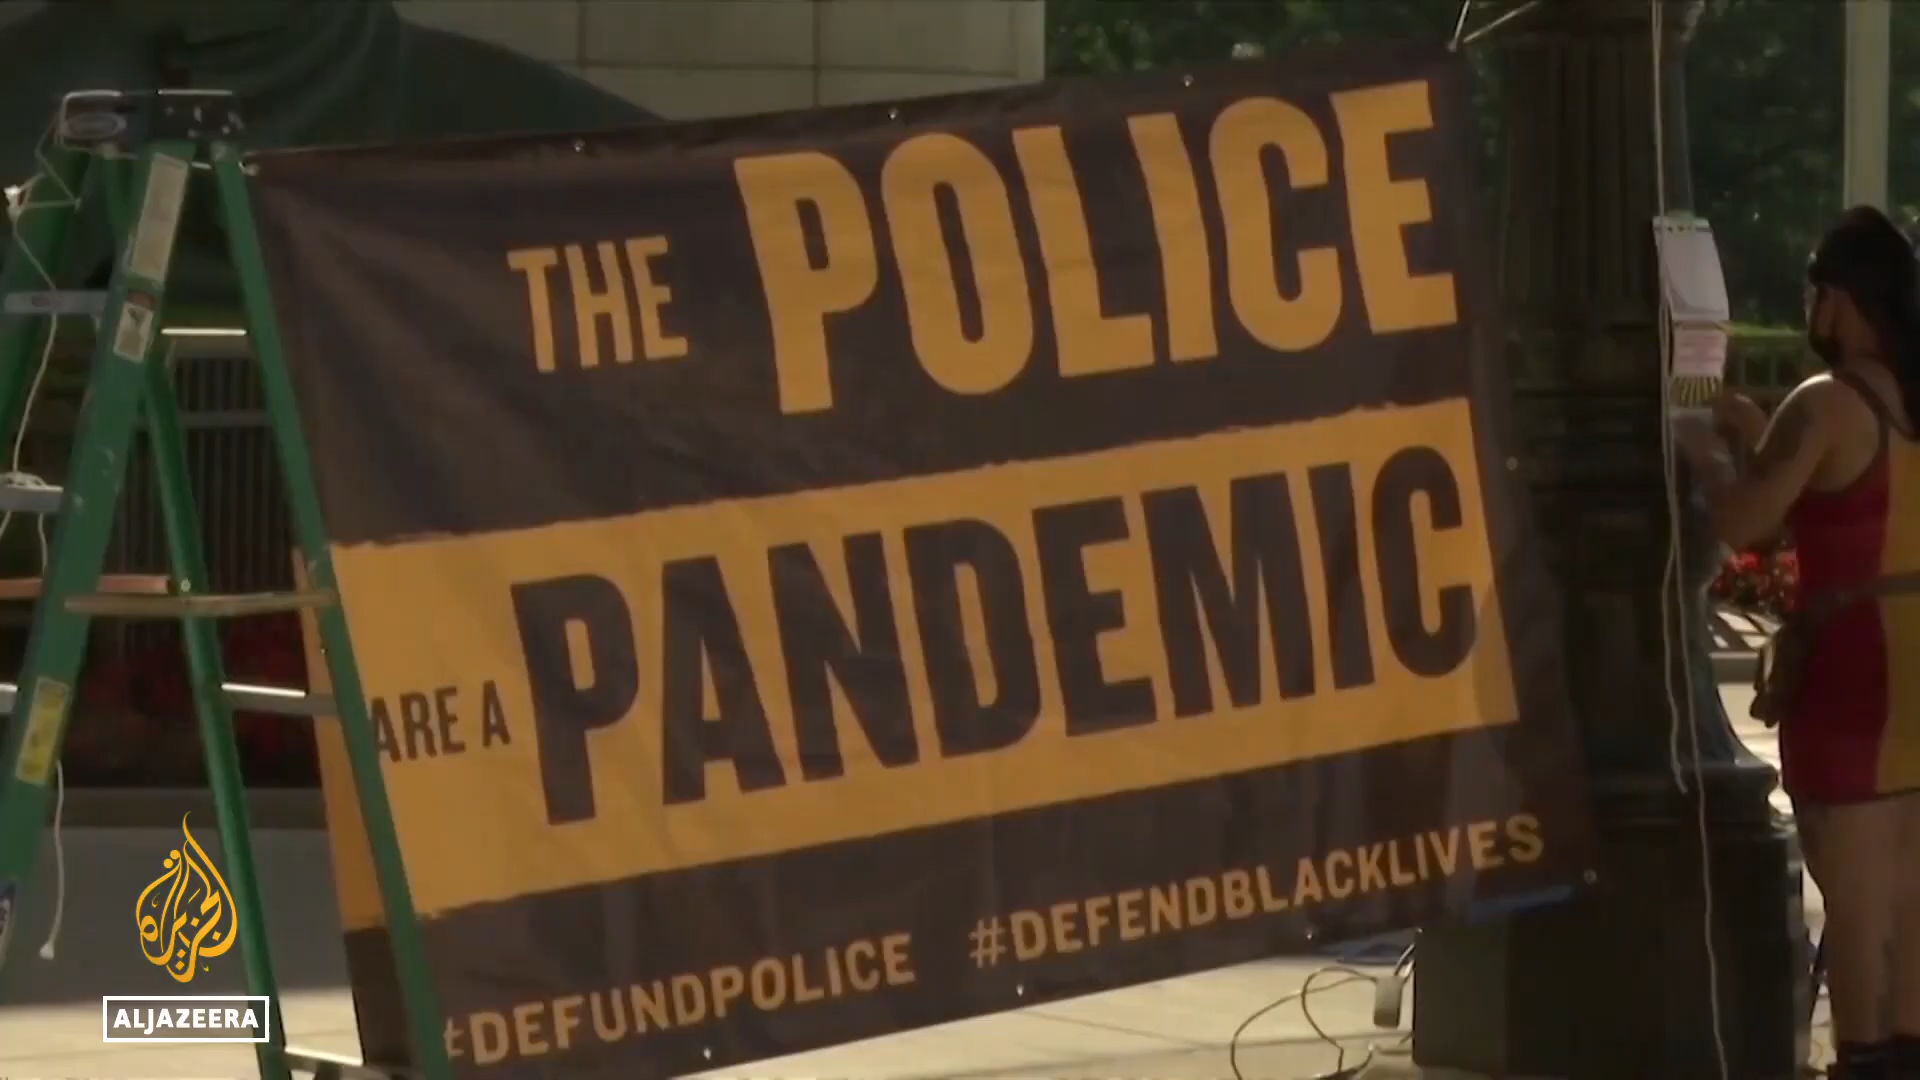 THE POLICE
ARE A PANDEMIC
#DEFUNDPOLICE #DEFENDBLACKLIVES
الجزيرة
ALJAZEERA